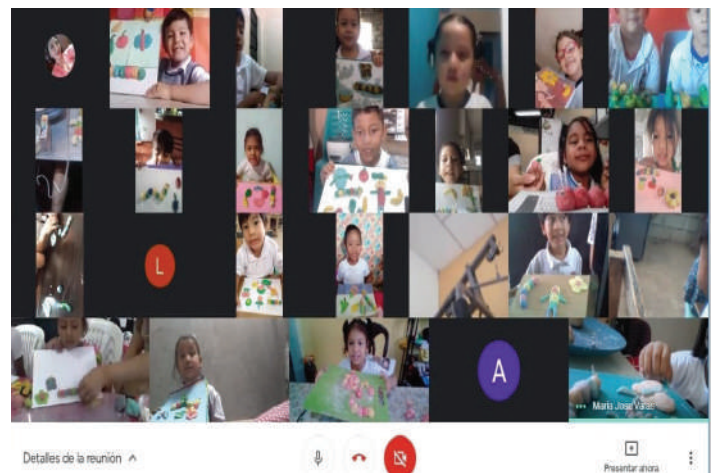 L
A
Maria Jose Varas
Detalles de la reunión
Presentar ahora